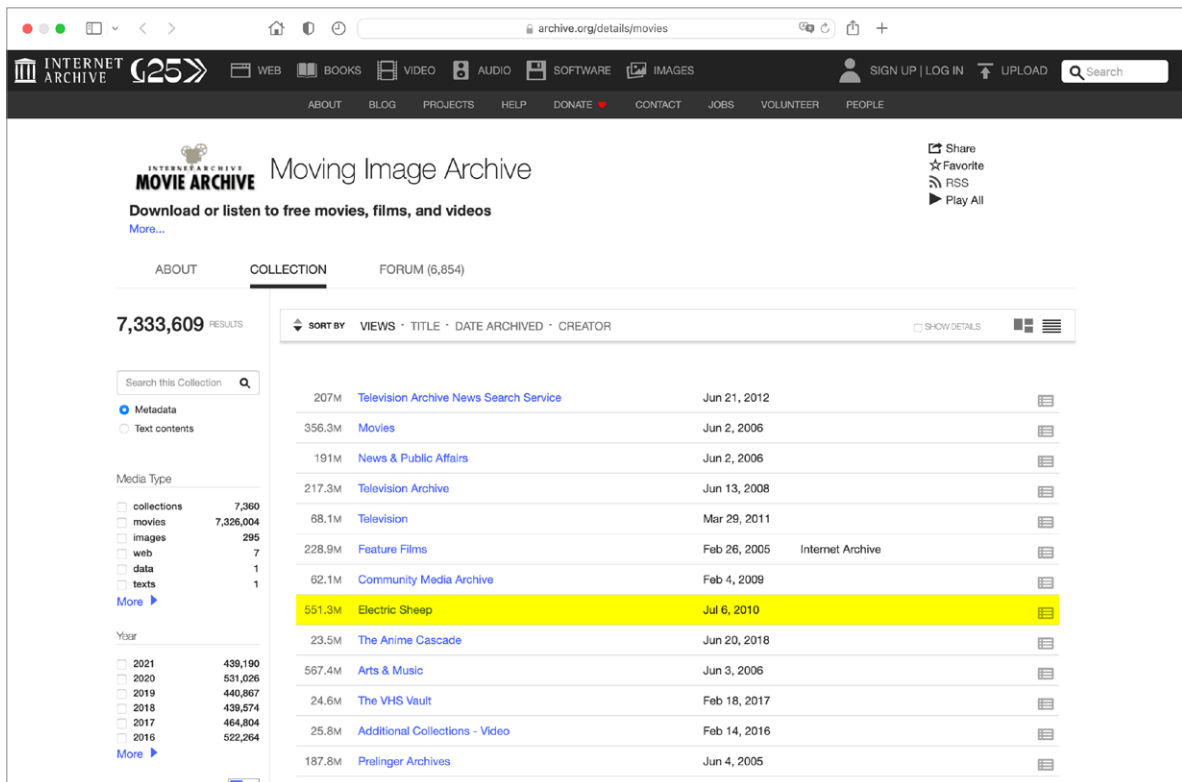 archive.org/details/movies
INTERNET ARCHIVE 25
WEB BOOKS VIDEO AUDIO SOFTWARE IMAGES SIGN UP | LOG IN UPLOAD Search
ABOUT BLOG PROJECTS HELP DONATE CONTACT JOBS VOLUNTEER PEOPLE
INTERNET ARCHIVE
MOVIE ARCHIVE
Moving Image Archive
Download or listen to free movies, films, and videos
More...
Share
Favorite
RSS
Play All
ABOUT COLLECTION FORUM (6,854)
7,333,609 RESULTS
SORT BY VIEWS · TITLE · DATE ARCHIVED · CREATOR SHOW DETAILS
Search this Collection
Metadata
Text contents
Media Type
collections 7,360
movies 7,326,004
images 295
web 7
data 1
texts 1
More
Year
2021 439,190
2020 531,026
2019 440,867
2018 439,574
2017 464,804
2016 522,264
More
207M Television Archive News Search Service Jun 21, 2012
356.3M Movies Jun 2, 2006
191M News & Public Affairs Jun 2, 2006
217.3M Television Archive Jun 13, 2008
68.1M Television Mar 29, 2011
228.9M Feature Films Feb 26, 2005 Internet Archive
62.1M Community Media Archive Feb 4, 2009
551.3M Electric Sheep Jul 6, 2010
23.5M The Anime Cascade Jun 20, 2018
567.4M Arts & Music Jun 3, 2006
24.6M The VHS Vault Feb 18, 2017
25.8M Additional Collections - Video Feb 14, 2016
187.8M Prelinger Archives Jun 4, 2005